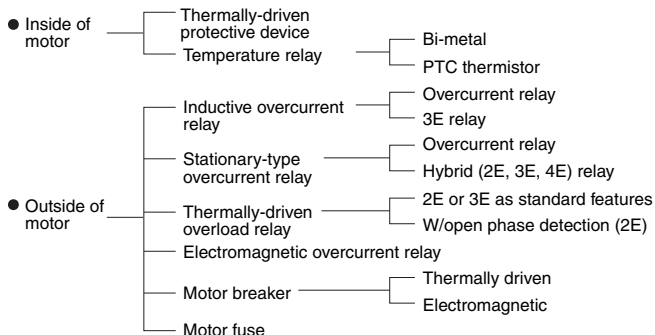 ● Inside of
motor
Thermally-driven
protective device
Temperature relay
Bi-metal
PTC thermistor
● Outside of
motor
Inductive overcurrent
relay
Overcurrent relay
3E relay
Stationary-type
overcurrent relay
Overcurrent relay
Hybrid (2E, 3E, 4E) relay
Thermally-driven
overload relay
2E or 3E as standard features
W/open phase detection (2E)
Electromagnetic overcurrent relay
Motor breaker
Thermally driven
Electromagnetic
Motor fuse